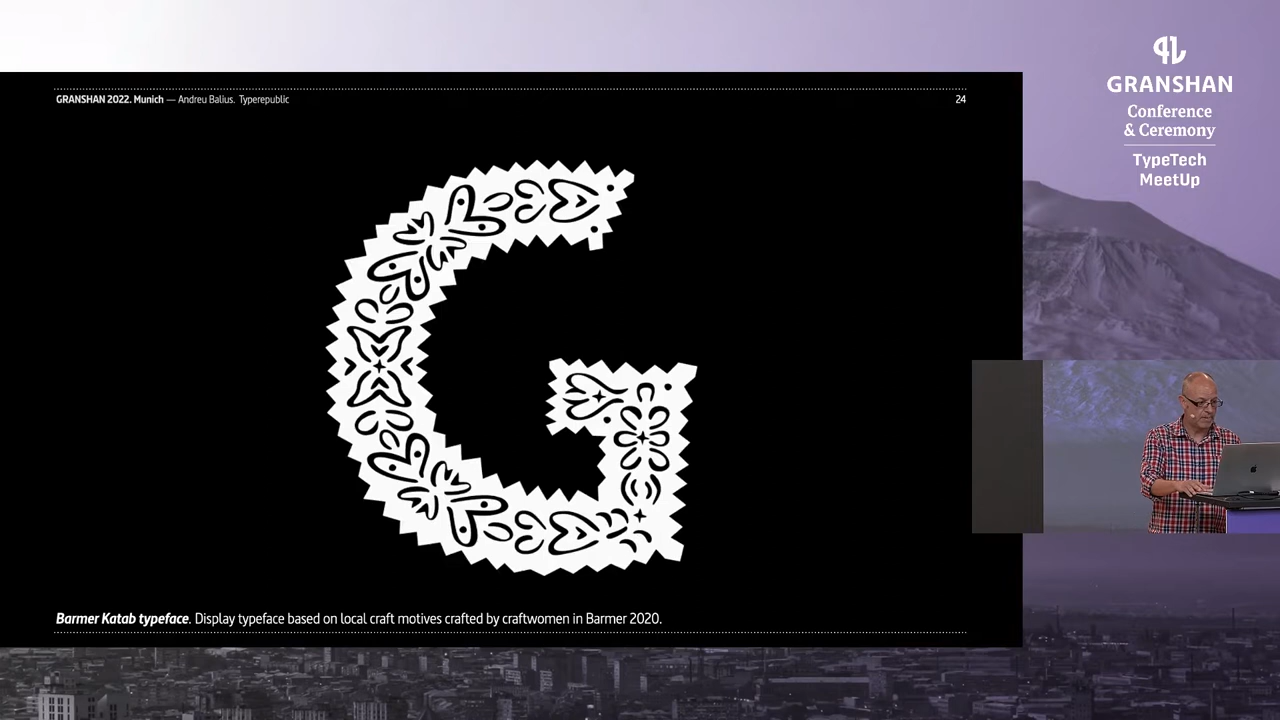 GRANSHAN 2022. Munich — Andreu Balius. Typerepublic
24
G
Barmer Katab typeface. Display typeface based on local craft motives crafted by craftwomen in Barmer 2020.
GRANSHAN
Conference
& Ceremony
TypeTech
MeetUp